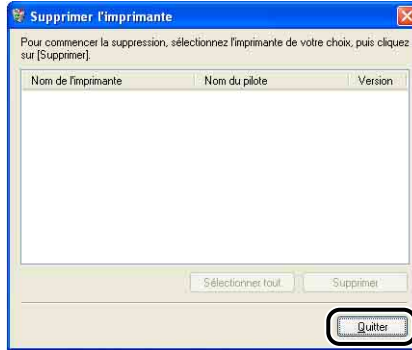 Supprimer l'imprimante
Pour commencer la suppression, sélectionnez l'imprimante de votre choix, puis cliquez
sur [Supprimer].
Nom de l'imprimante Nom du pilote Version
Sélectionner tout Supprimer
Quitter